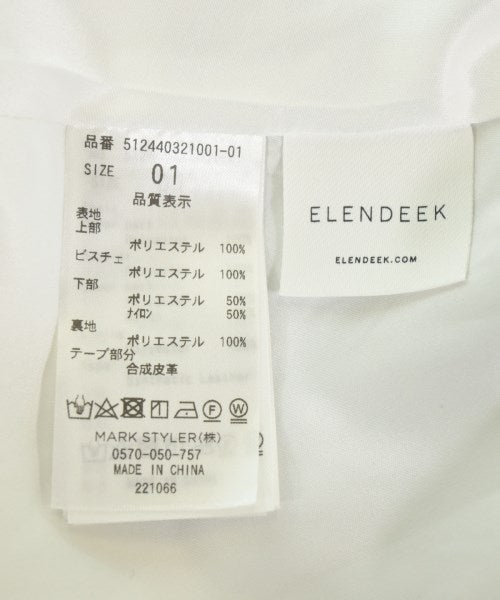 品番 512440321001-01
SIZE 01
品質表示
表地
上部
ポリエステル 100%
ビスチェ
ポリエステル 100%
下部
ポリエステル 50%
ナイロン 50%
裏地
ポリエステル 100%
テープ部分
合成皮革
F W
MARK STYLER(株)
0570-050-757
MADE IN CHINA
221066
ELENDEEK
ELENDEEK.COM